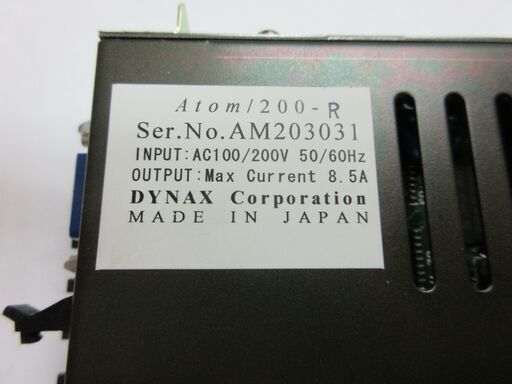 Atom/200-R
Ser.No.AM203031
INPUT:AC100/200V 50/60Hz
OUTPUT:Max Current 8.5A
DYNAX Corporation
MADE IN JAPAN